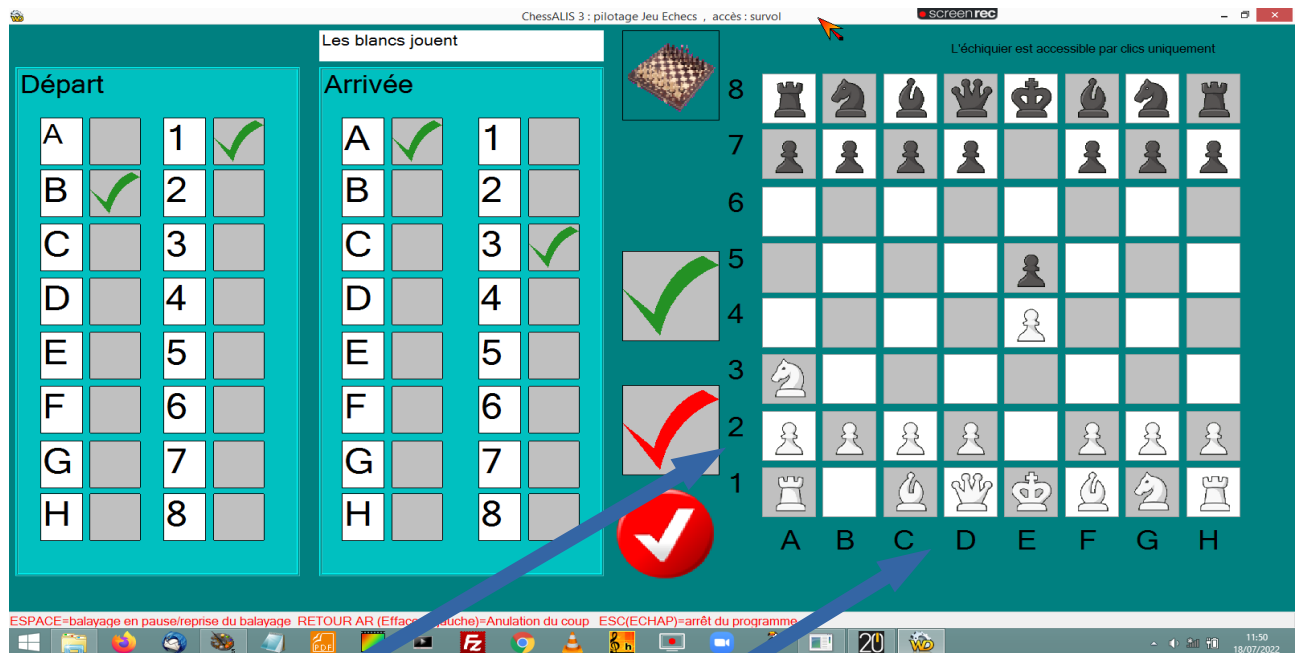 ChessALIS 3 : pilotage Jeu Echecs , accès : survol
screenrec
Les blancs jouent
L'échiquier est accessible par clics uniquement
Départ
A 1
B 2
C 3
D 4
E 5
F 6
G 7
H 8
Arrivée
A 1
B 2
C 3
D 4
E 5
F 6
G 7
H 8
8
7
6
5
4
3
2
1
A B C D E F G H
ESPACE=balayage en pause/reprise du balayage RETOUR AR (Efface uche)=Anulation du coup ESC(ECHAP)=arrêt du programme
PDF
Fz
h
20
WD
11:50
18/07/2022